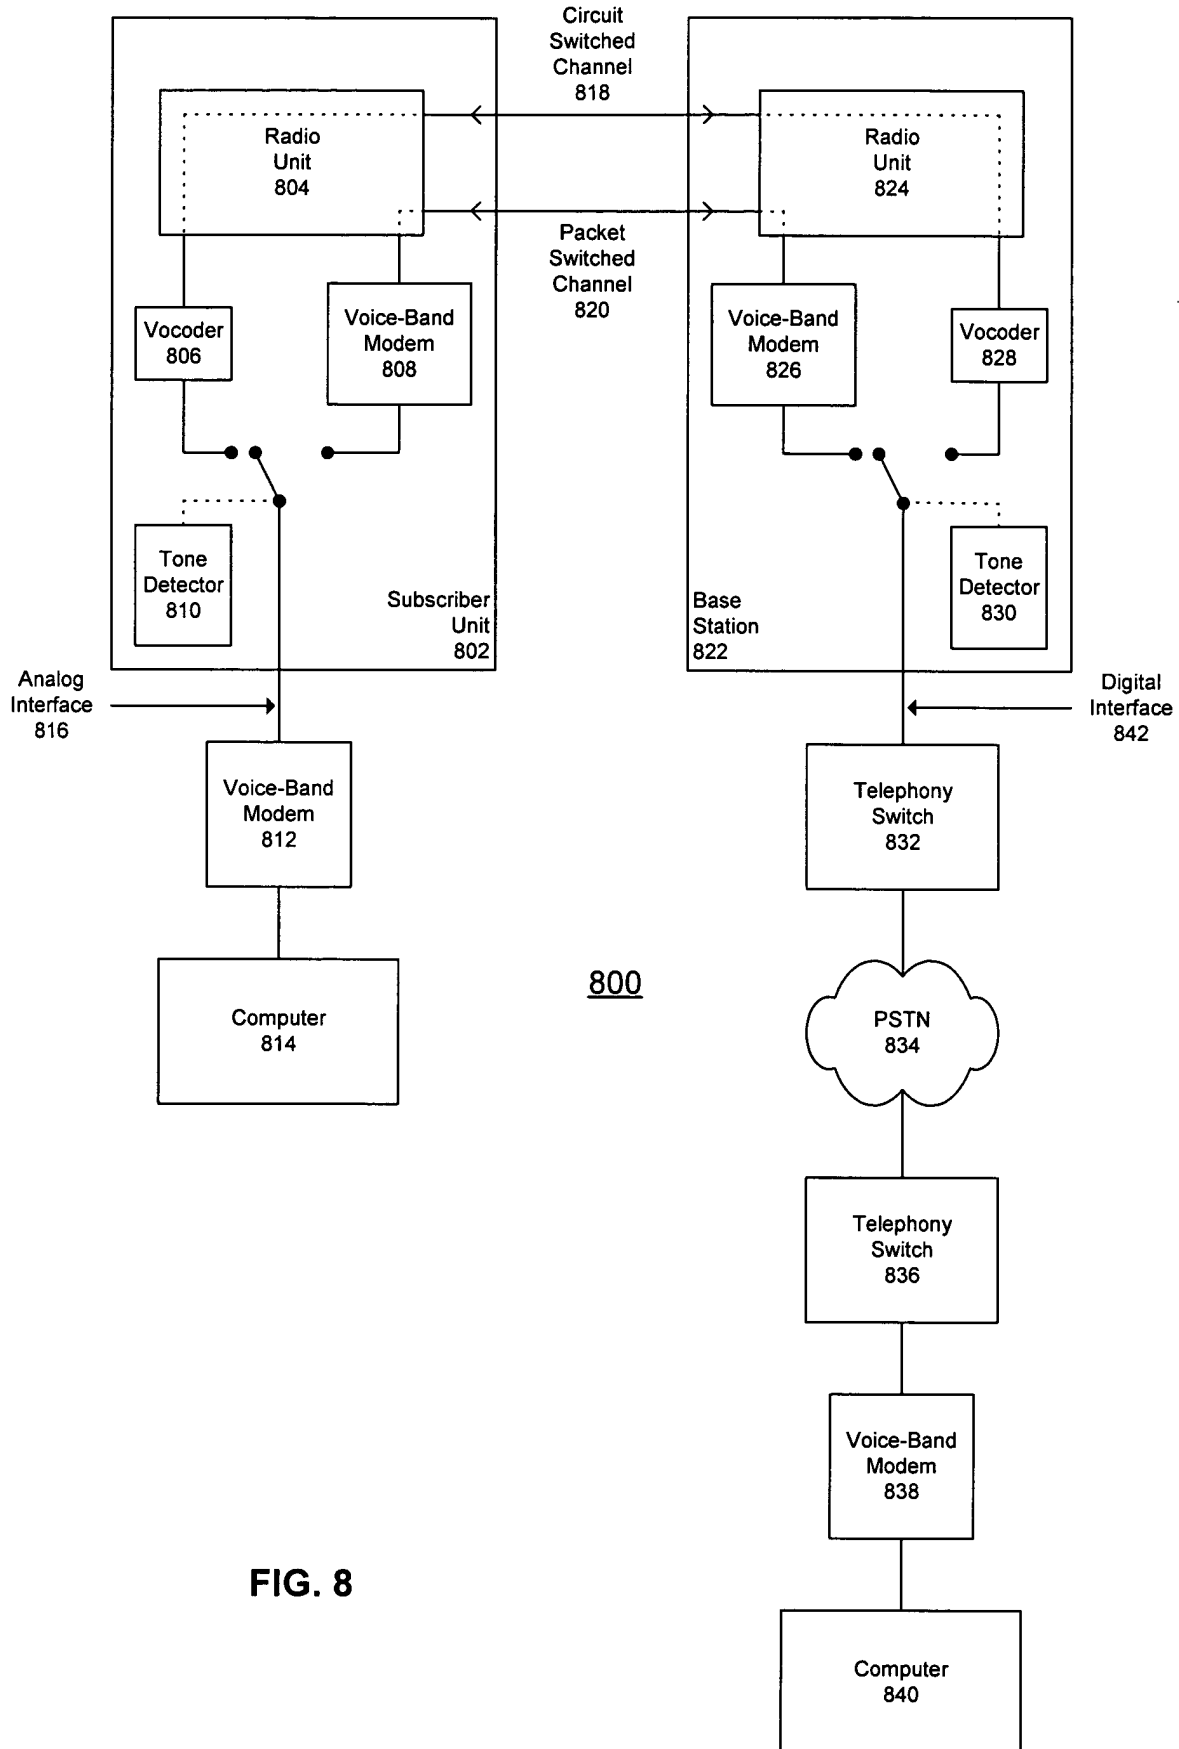 Circuit
Switched
Channel
818
Radio
Unit
804
Radio
Unit
824
Packet
Switched
Channel
820
Vocoder
806
Voice-Band
Modem
808
Voice-Band
Modem
826
Vocoder
828
Tone
Detector
810
Subscriber
Unit
802
Base
Station
822
Tone
Detector
830
Analog
Interface
816
Digital
Interface
842
Voice-Band
Modem
812
Telephony
Switch
832
Computer
814
800
PSTN
834
Telephony
Switch
836
Voice-Band
Modem
838
FIG. 8
Computer
840